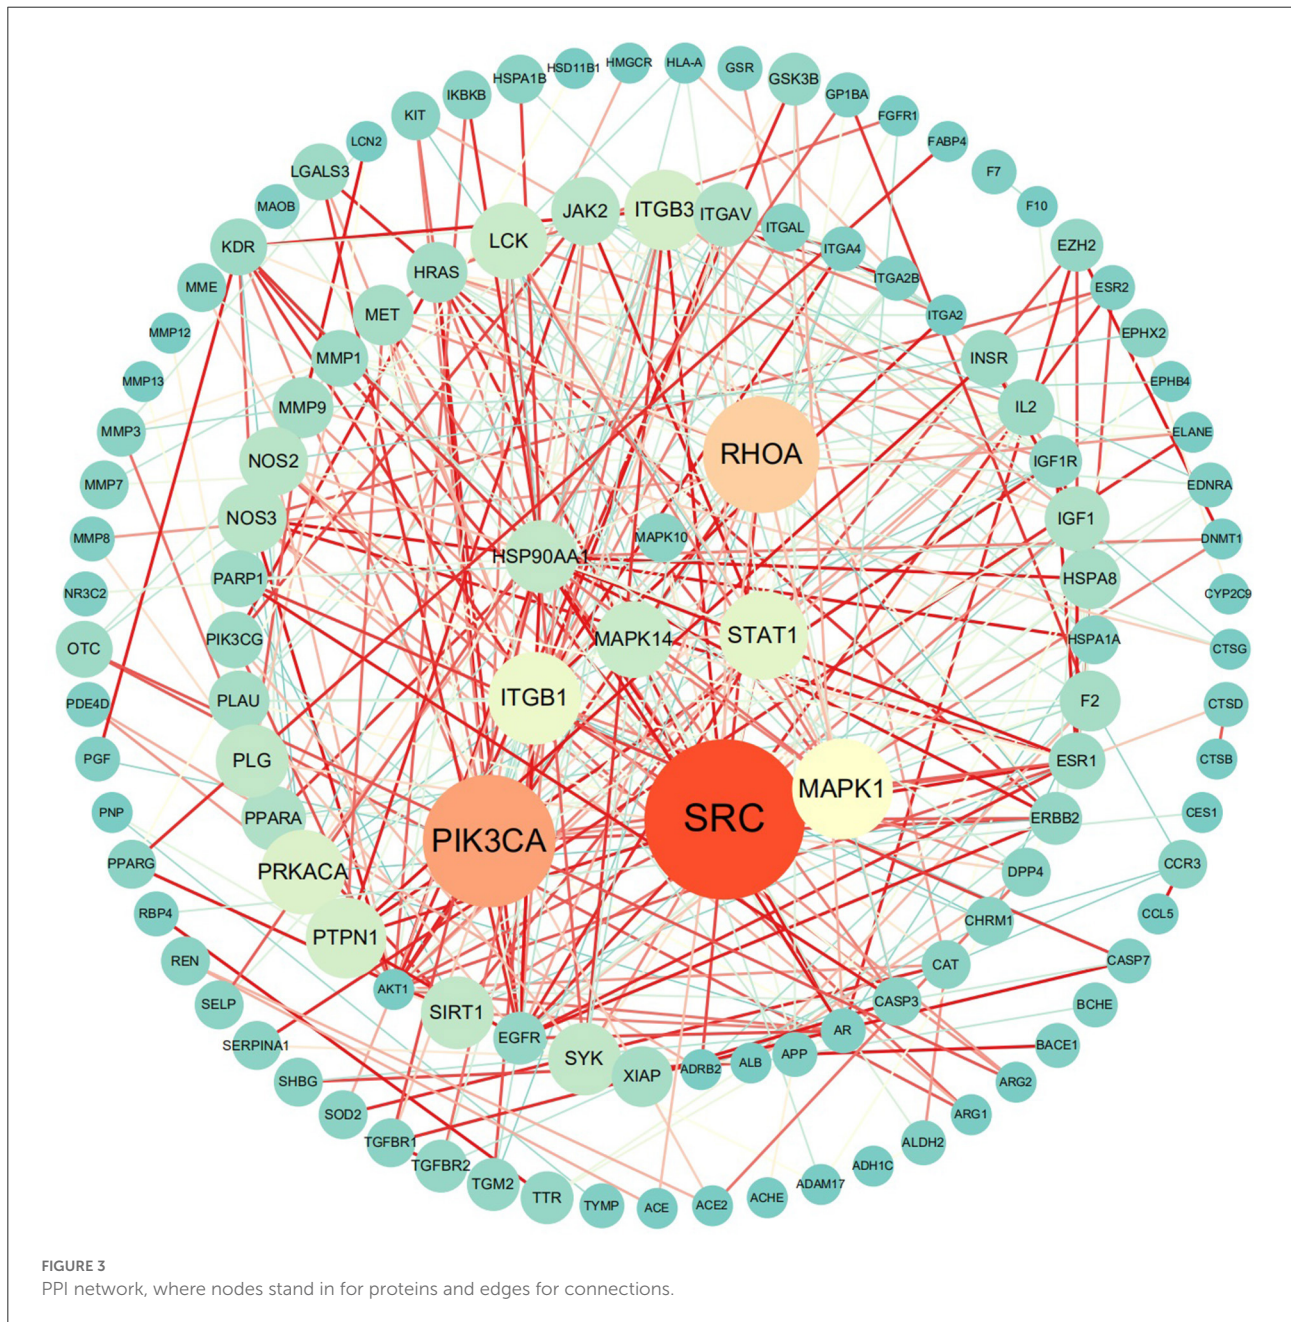 HSPA1B
HSD11B1
HMGCR
HLA-A
GSR
GSK3B
GP1BA
FGFR1
FABP4
F7
F10
EZH2
ESR2
EPHX2
EPHB4
ELANE
EDNRA
DNMT1
CYP2C9
CTSG
CTSD
CTSB
CES1
CCR3
CCL5
CASP7
BCHE
BACE1
ARG2
ARG1
ALDH2
ADH1C
ADAM17
ACHE
ACE2
ACE
TYMP
TTR
TGM2
TGFBR2
TGFBR1
SOD2
SHBG
SERPINA1
SELP
REN
RBP4
PPARG
PNP
PGF
PDE4D
OTC
NR3C2
MMP8
MMP7
MMP3
MMP13
MMP12
MME
KDR
MAOB
LGALS3
LCN2
KIT
IKBKB
LCK
JAK2
ITGB3
ITGAV
ITGAL
ITGA4
ITGA2B
ITGA2
INSR
IL2
IGF1R
IGF1
HSPA8
HSPA1A
F2
ESR1
ERBB2
DPP4
CHRM1
CAT
CASP3
AR
APP
ALB
ADRB2
XIAP
SYK
EGFR
SIRT1
AKT1
PTPN1
PRKACA
PPARA
PLG
PLAU
PIK3CG
PARP1
NOS3
NOS2
MMP9
MMP1
MET
HRAS
RHOA
MAPK10
HSP90AA1
MAPK14
STAT1
ITGB1
MAPK1
SRC
PIK3CA
FIGURE 3
PPI network, where nodes stand in for proteins and edges for connections.